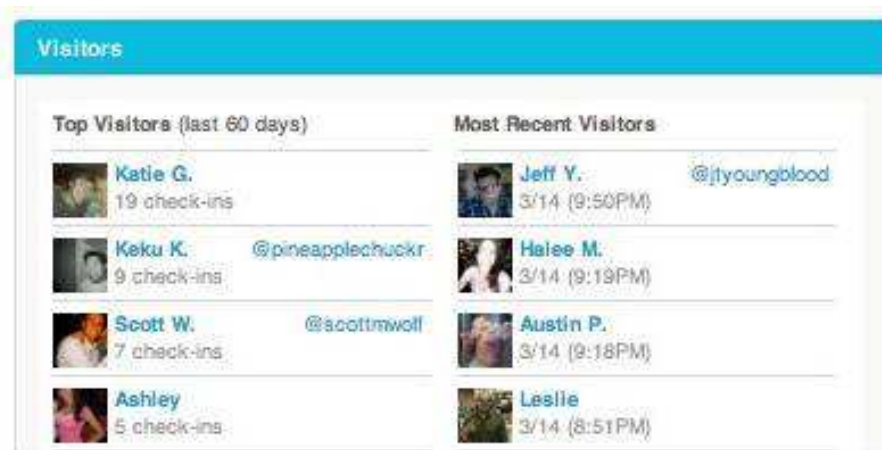 Visitors
Top Visitors (last 60 days)
Katie G.
19 check-ins
Keku K. @pineapplechuckr
9 check-ins
Scott W. @scottmwolf
7 check-ins
Ashley
5 check-ins
Most Recent Visitors
Jeff Y. @jtyoungblood
3/14 (9:50PM)
Halee M.
3/14 (9:19PM)
Austin P.
3/14 (9:18PM)
Leslie
3/14 (8:51PM)